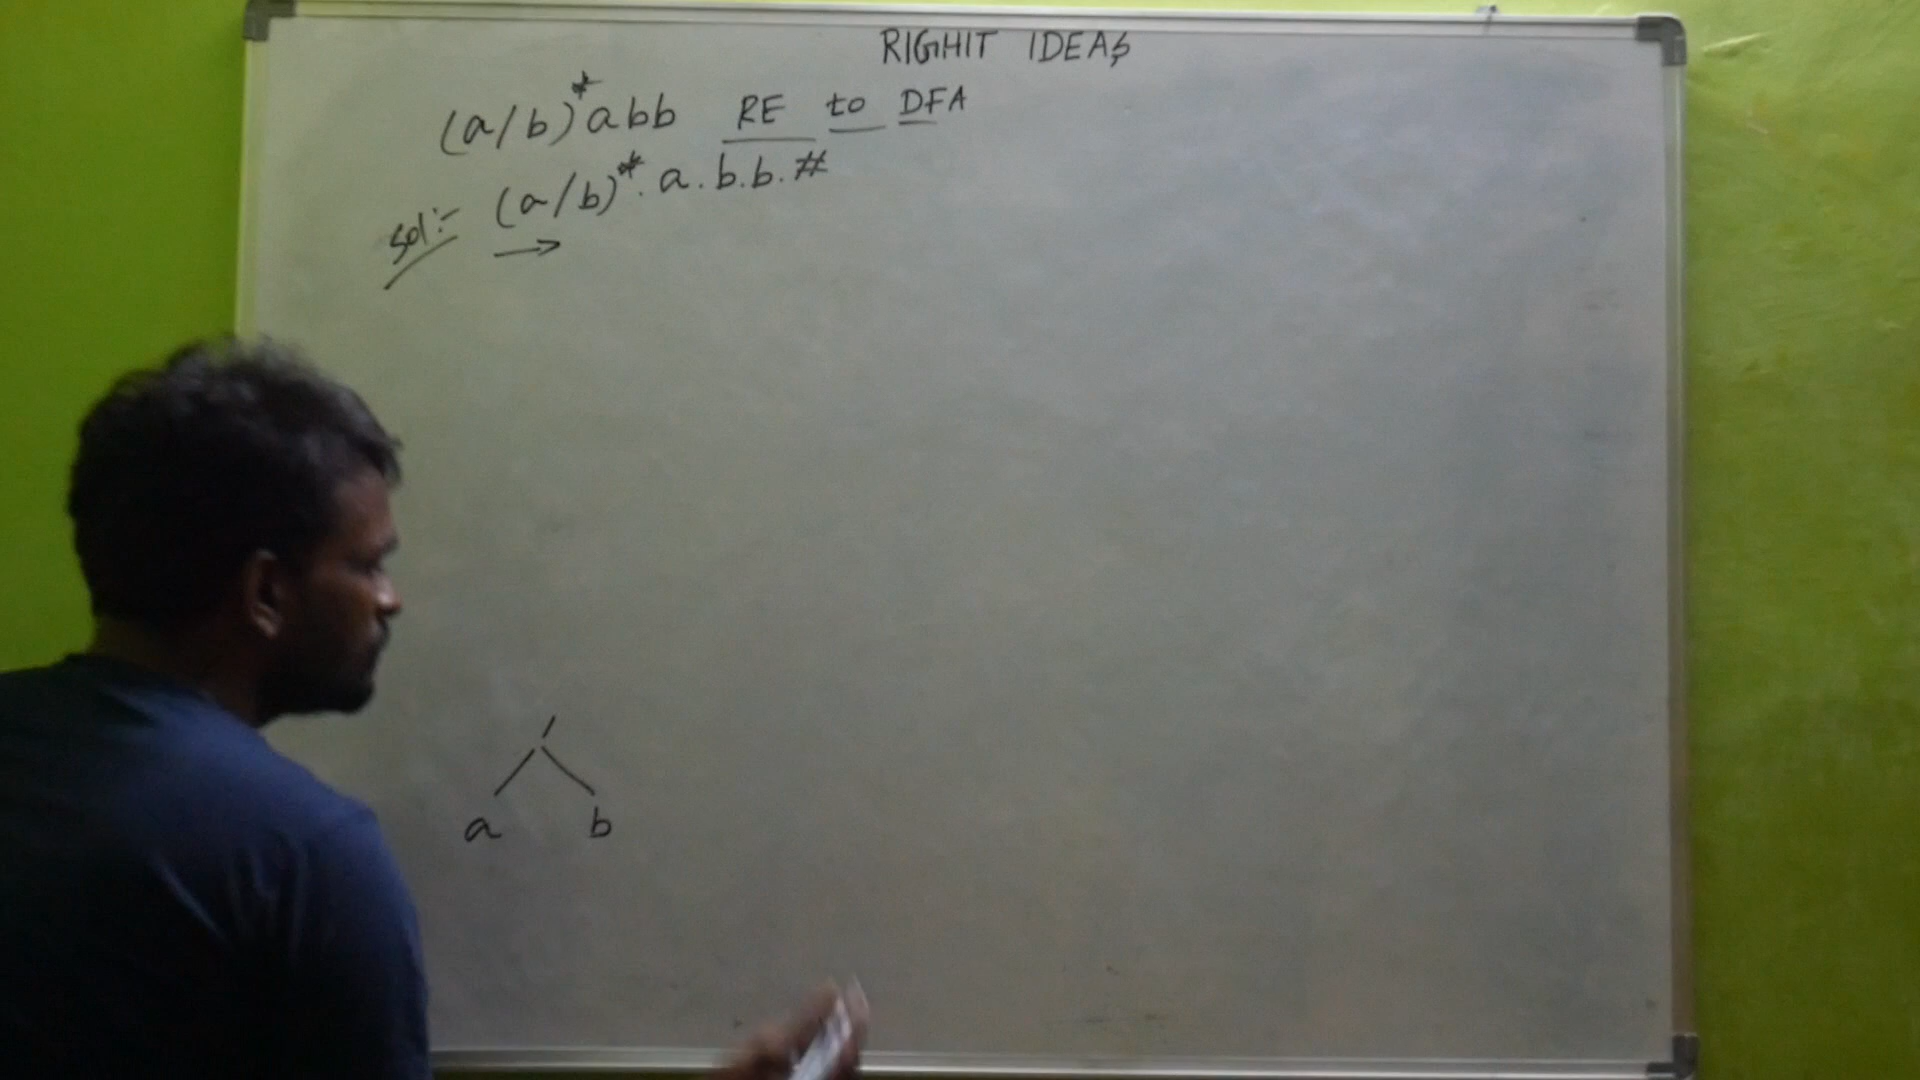 RIGHIT IDEAS
(a/b)*abb RE to DFA
Sol:- (a/b)*.a.b.b.#
/
a b